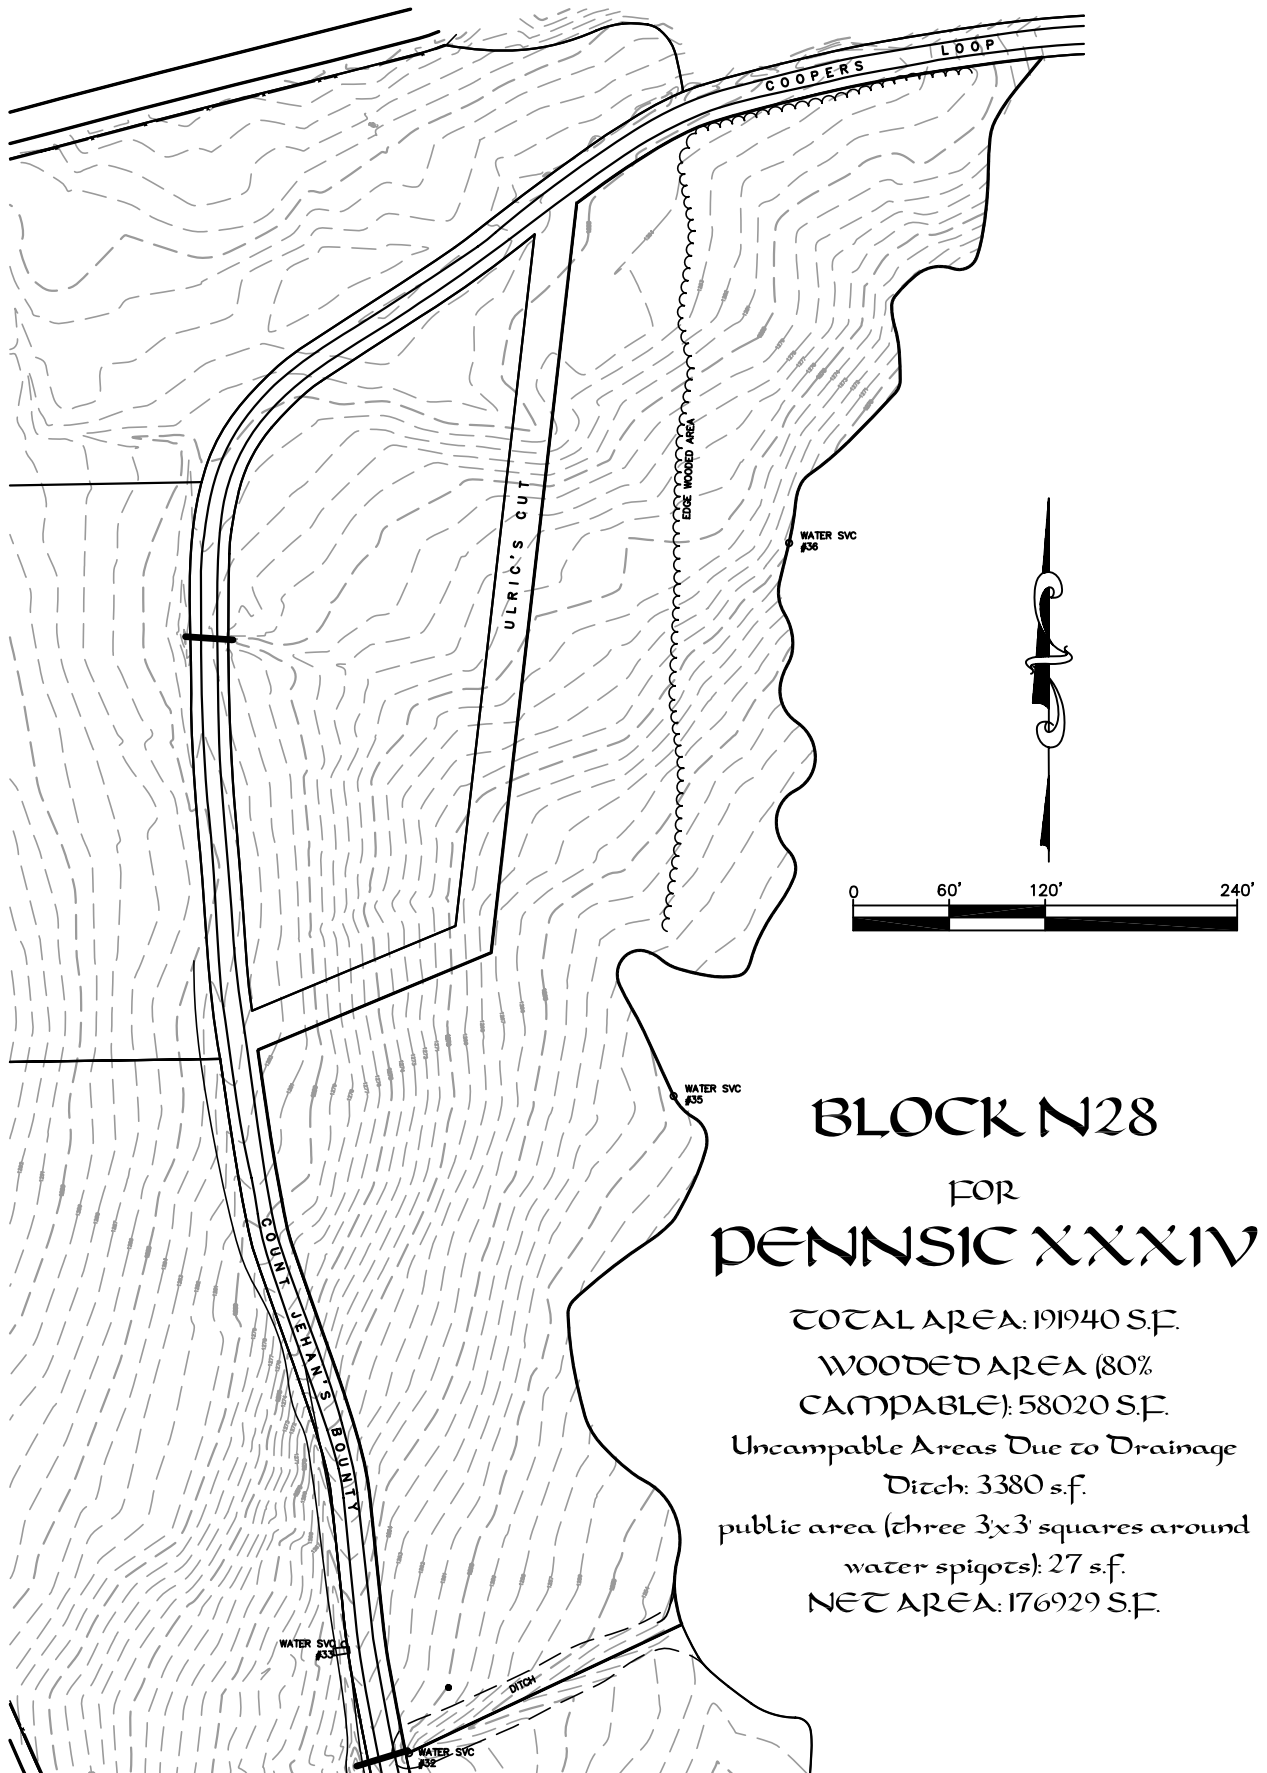 COOPERS LOOP
ULRIC'S CUT
EDGE WOODED AREA
WATER SVC
#36
0 60' 120' 240'
WATER SVC
#35
BLOCK N28
FOR
PENNSIC XXXIV
TOTAL AREA: 191940 S.F.
WOODED AREA (80%
CAMPABLE): 58020 S.F.
Uncampable Areas Due to Drainage
Ditch: 3380 s.f.
public area (three 3'x3' squares around
water spigots): 27 s.f.
NET AREA: 176929 S.F.
COUNT JEHAN'S BOUNTY
WATER SVC
#33
DITCH
WATER SVC
#32